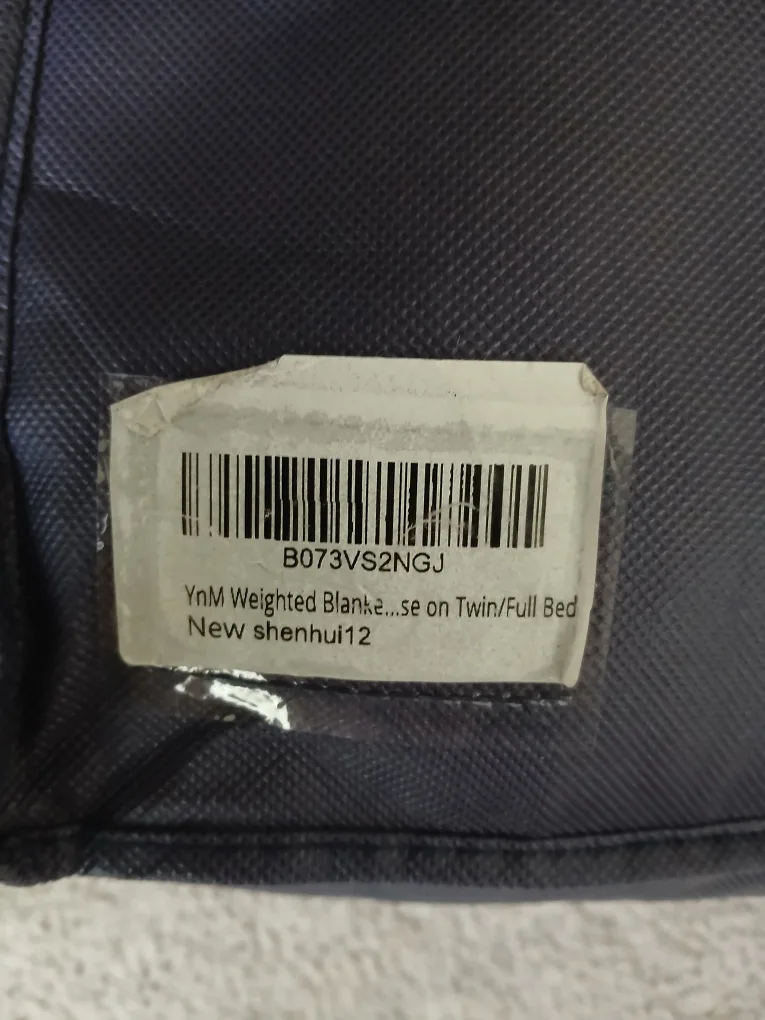 B073VS2NGJ
YnM Weighted Blanke...se on Twin/Full Bed
New shenhui12